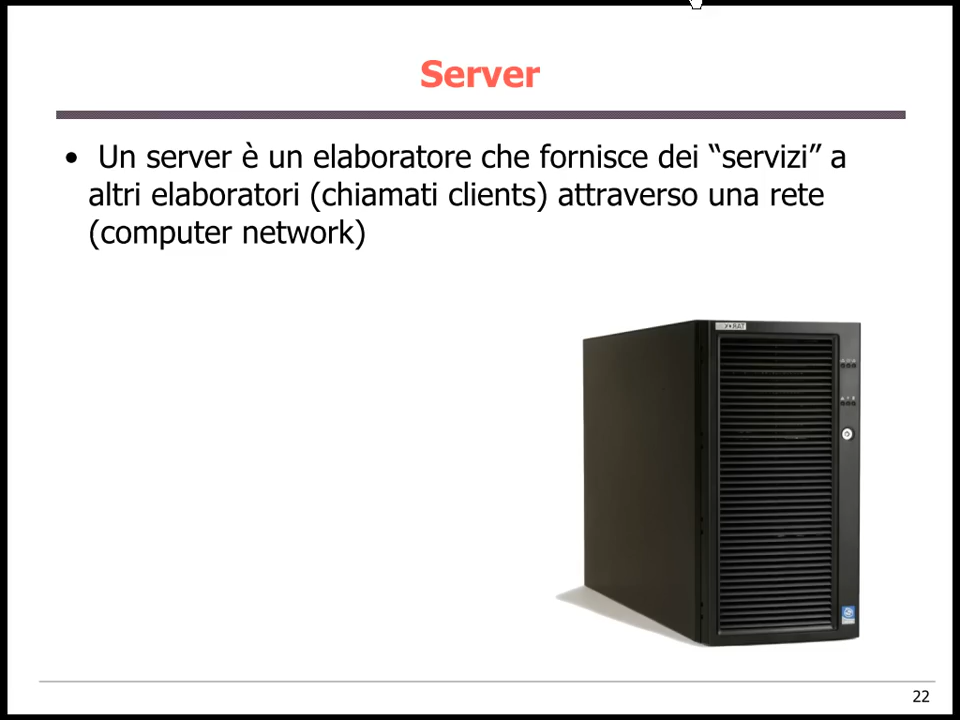 Server
• Un server è un elaboratore che fornisce dei “servizi” a
altri elaboratori (chiamati clients) attraverso una rete
(computer network)
22